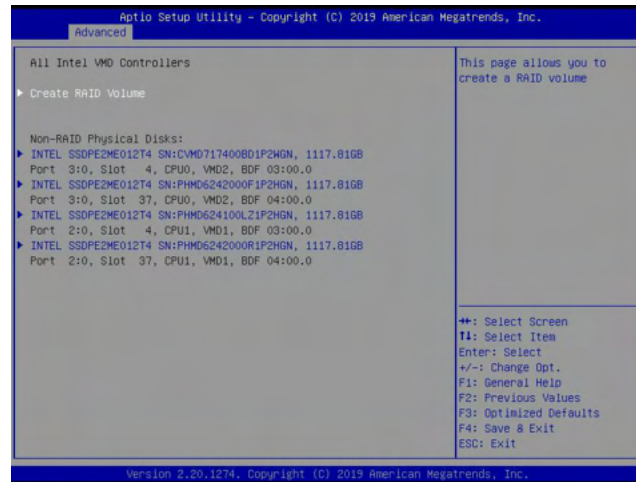 Aptio Setup Utility – Copyright (C) 2019 American Megatrends, Inc.
Advanced
All Intel VMD Controllers
Create RAID Volume
Non-RAID Physical Disks:
INTEL SSDPE2ME012T4 SN:CVMD717400BD1P2WGN, 1117.81GB
Port 3:0, Slot 4, CPU0, VMD2, BDF 03:00.0
INTEL SSDPE2ME012T4 SN:PHMD6242000F1P2HGN, 1117.81GB
Port 3:0, Slot 37, CPU0, VMD2, BDF 04:00.0
INTEL SSDPE2ME012T4 SN:PHMD624100LZ1P2HGN, 1117.81GB
Port 2:0, Slot 4, CPU1, VMD1, BDF 03:00.0
INTEL SSDPE2ME012T4 SN:PHMD6242000R1P2HGN, 1117.81GB
Port 2:0, Slot 37, CPU1, VMD1, BDF 04:00.0
This page allows you to
create a RAID volume
→←: Select Screen
↑↓: Select Item
Enter: Select
+/-: Change Opt.
F1: General Help
F2: Previous Values
F3: Optimized Defaults
F4: Save & Exit
ESC: Exit
Version 2.20.1274. Copyright (C) 2019 American Megatrends, Inc.